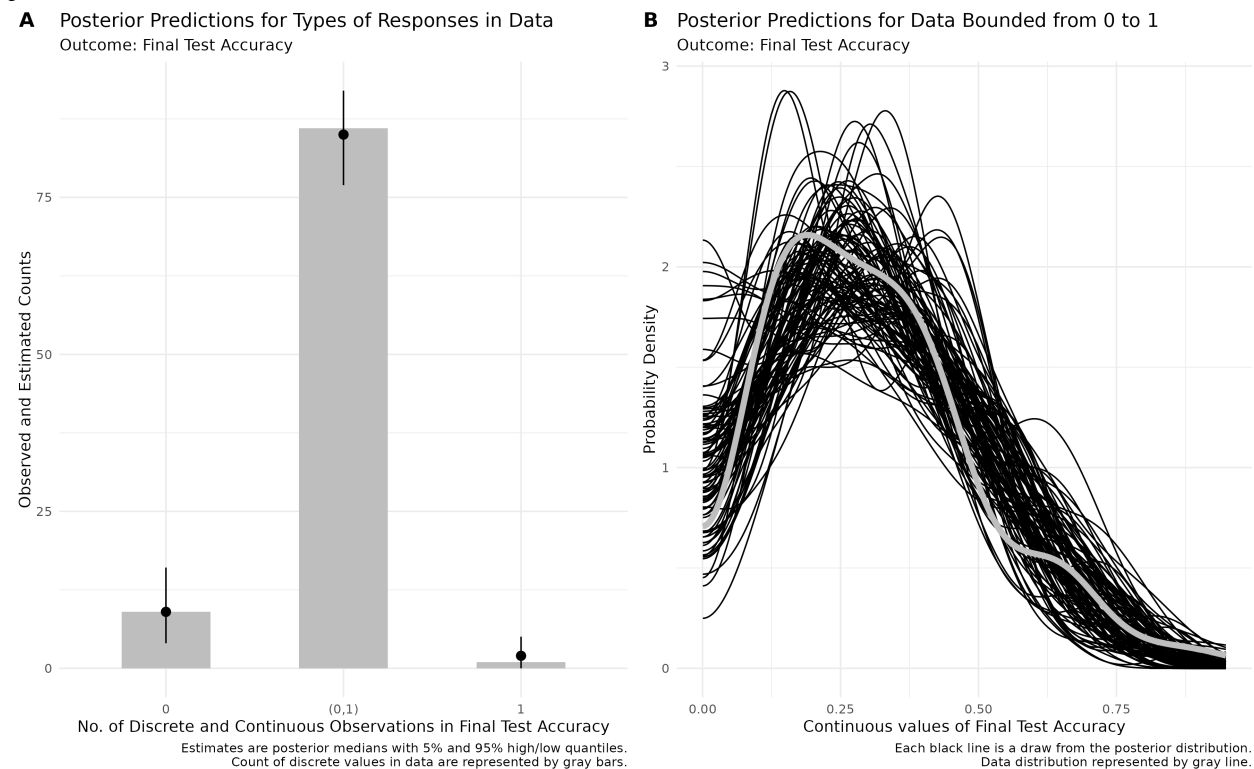 A Posterior Predictions for Types of Responses in Data
Outcome: Final Test Accuracy
Observed and Estimated Counts
75
50
25
0
0 (0,1) 1
No. of Discrete and Continuous Observations in Final Test Accuracy
Estimates are posterior medians with 5% and 95% high/low quantiles.
Count of discrete values in data are represented by gray bars.
B Posterior Predictions for Data Bounded from 0 to 1
Outcome: Final Test Accuracy
Probability Density
3
2
1
0
0.00 0.25 0.50 0.75
Continuous values of Final Test Accuracy
Each black line is a draw from the posterior distribution.
Data distribution represented by gray line.